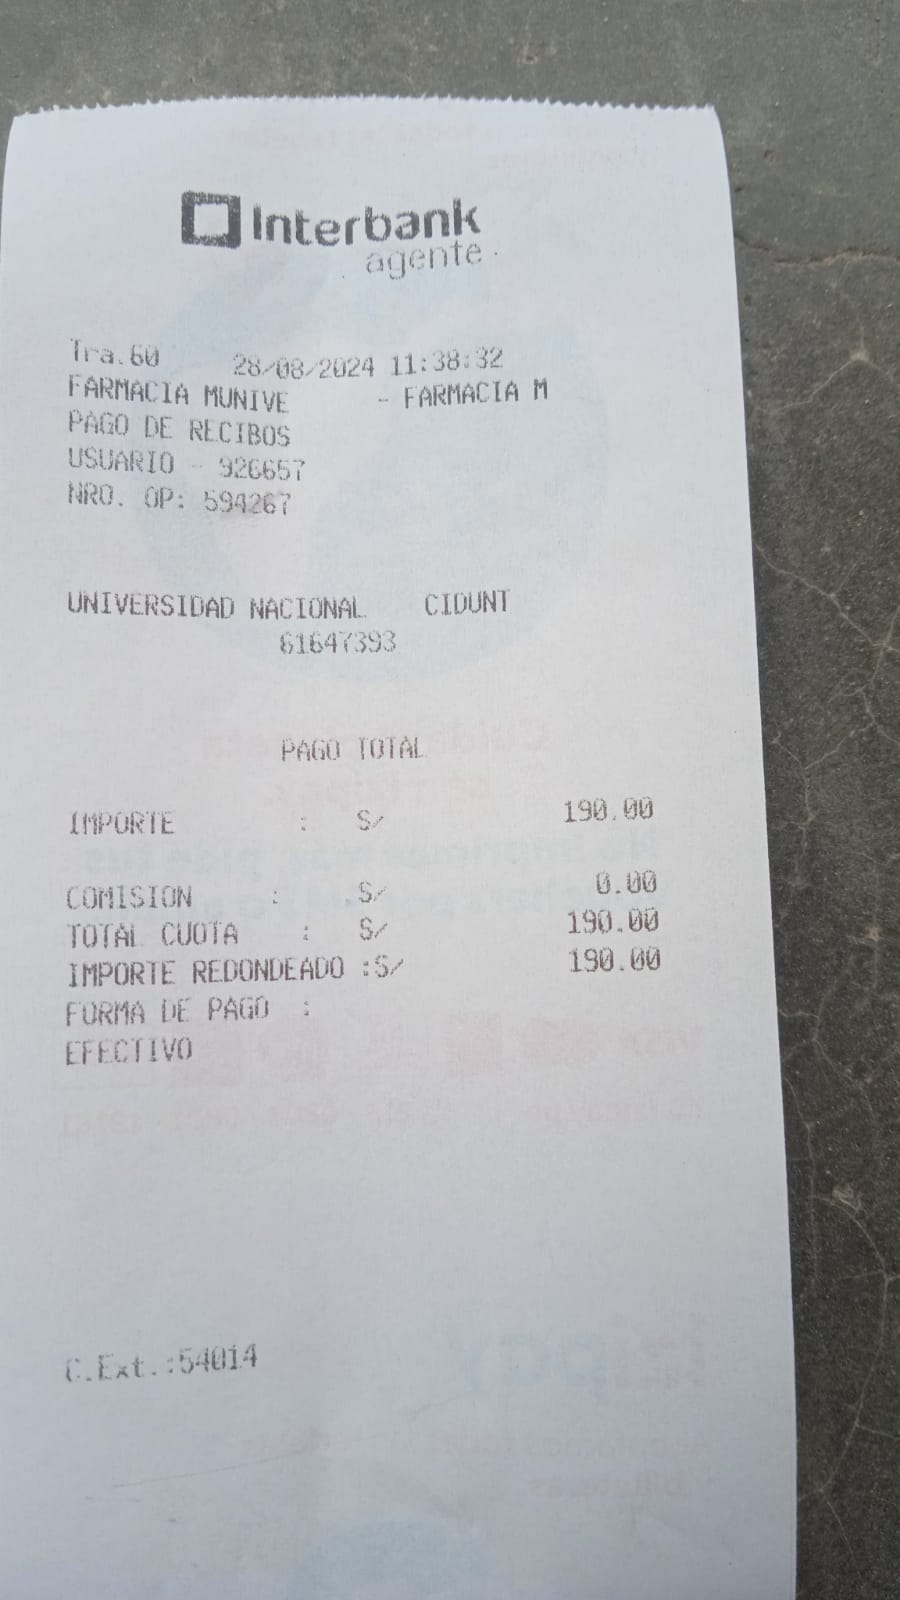 Interbank
agente
Tra.60 28/08/2024 11:38:32
FARMACIA MUNIVE - FARMACIA M
PAGO DE RECIBOS
USUARIO - 926657
NRO. OP: 594267
UNIVERSIDAD NACIONAL CIDUNT
61647393
PAGO TOTAL
IMPORTE : S/ 190.00
COMISION : S/ 0.00
TOTAL CUOTA : S/ 190.00
IMPORTE REDONDEADO :S/ 190.00
FORMA DE PAGO :
EFECTIVO
C.Ext.:54014